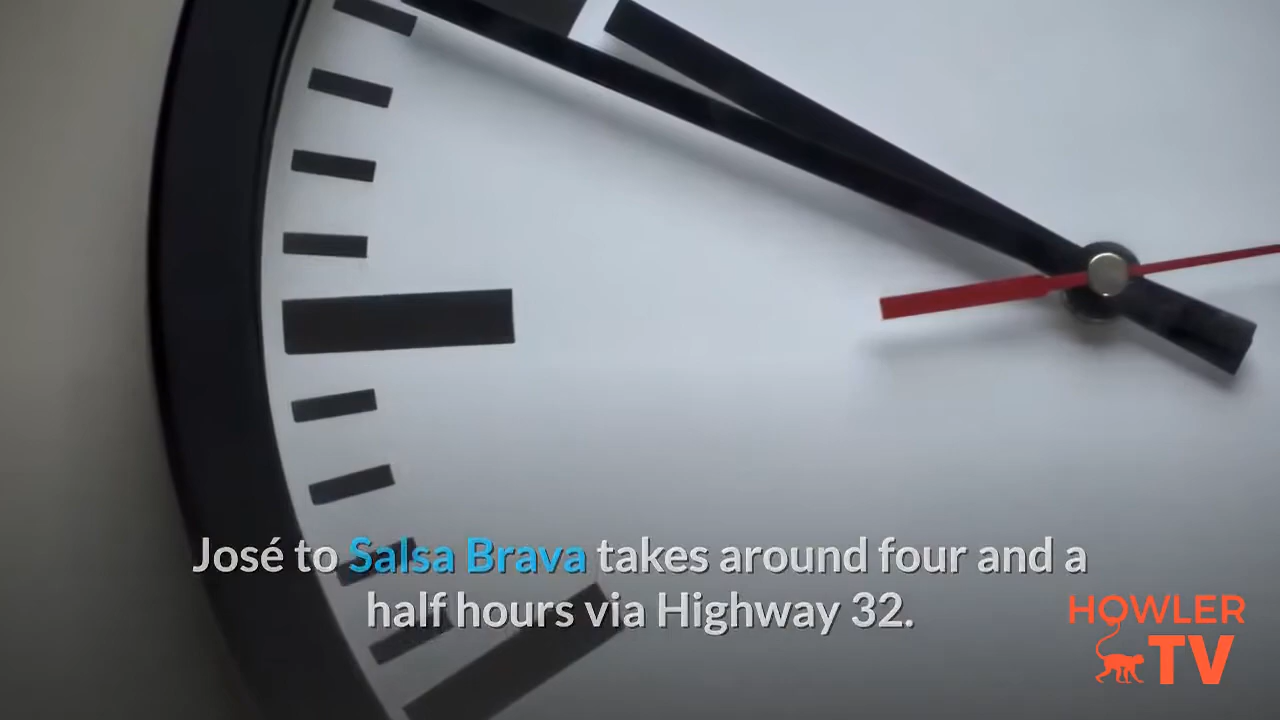 José to Salsa Brava takes around four and a
half hours via Highway 32.
HOWLER
TV